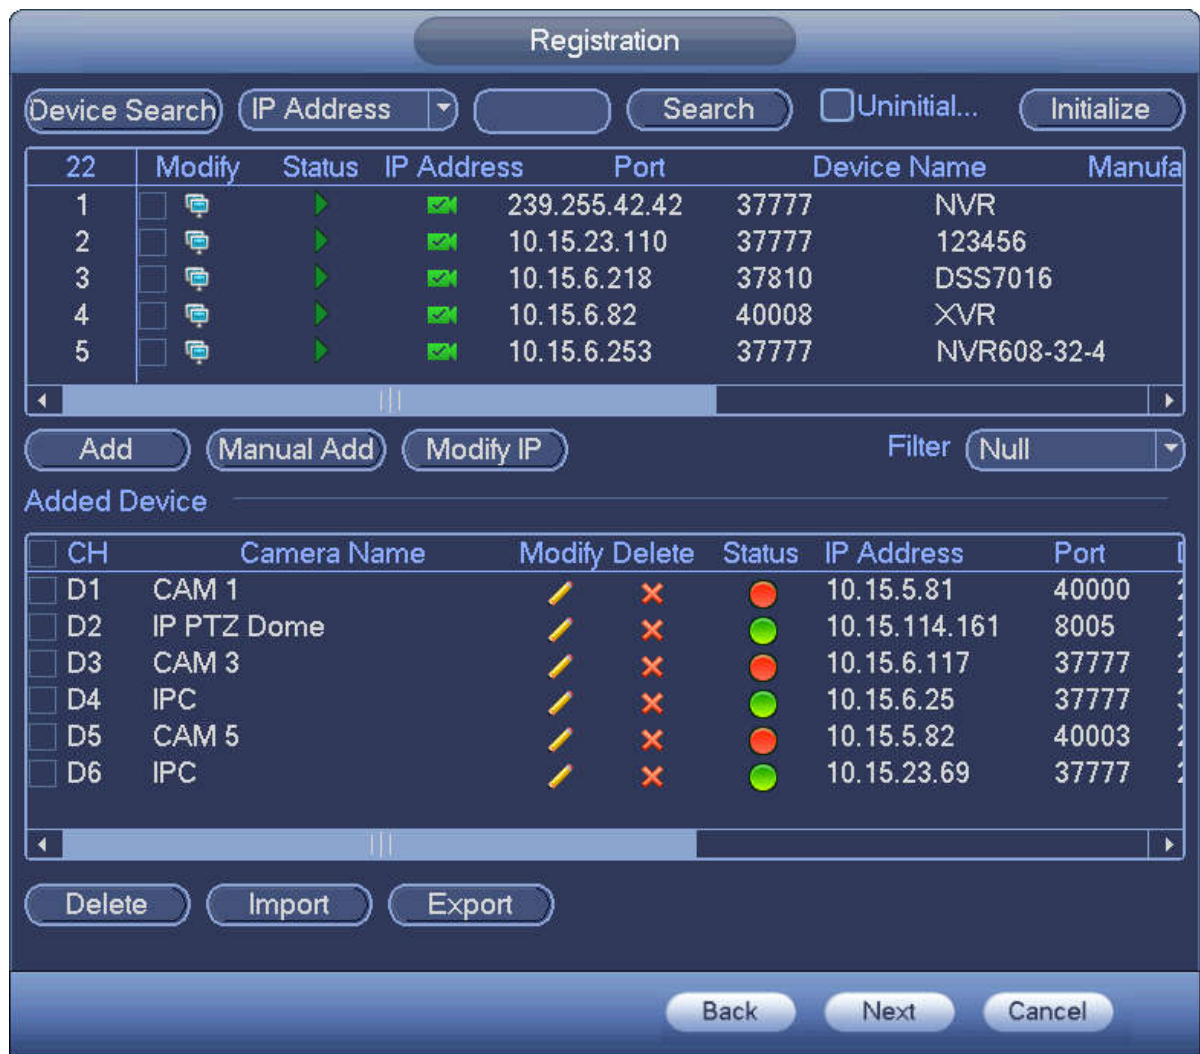 Registration
Device Search IP Address Search Uninitial... Initialize
22 Modify Status IP Address Port Device Name Manufa
1 239.255.42.42 37777 NVR
2 10.15.23.110 37777 123456
3 10.15.6.218 37810 DSS7016
4 10.15.6.82 40008 XVR
5 10.15.6.253 37777 NVR608-32-4
Add Manual Add Modify IP Filter Null
Added Device
CH Camera Name Modify Delete Status IP Address Port
D1 CAM 1 10.15.5.81 40000
D2 IP PTZ Dome 10.15.114.161 8005
D3 CAM 3 10.15.6.117 37777
D4 IPC 10.15.6.25 37777
D5 CAM 5 10.15.5.82 40003
D6 IPC 10.15.23.69 37777
Delete Import Export
Back Next Cancel